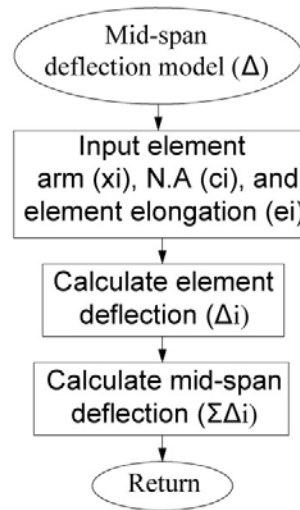 Mid-span
deflection model (Δ)
Input element
arm (xi), N.A (ci), and
element elongation (ei)
Calculate element
deflection (Δi)
Calculate mid-span
deflection (ΣΔi)
Return